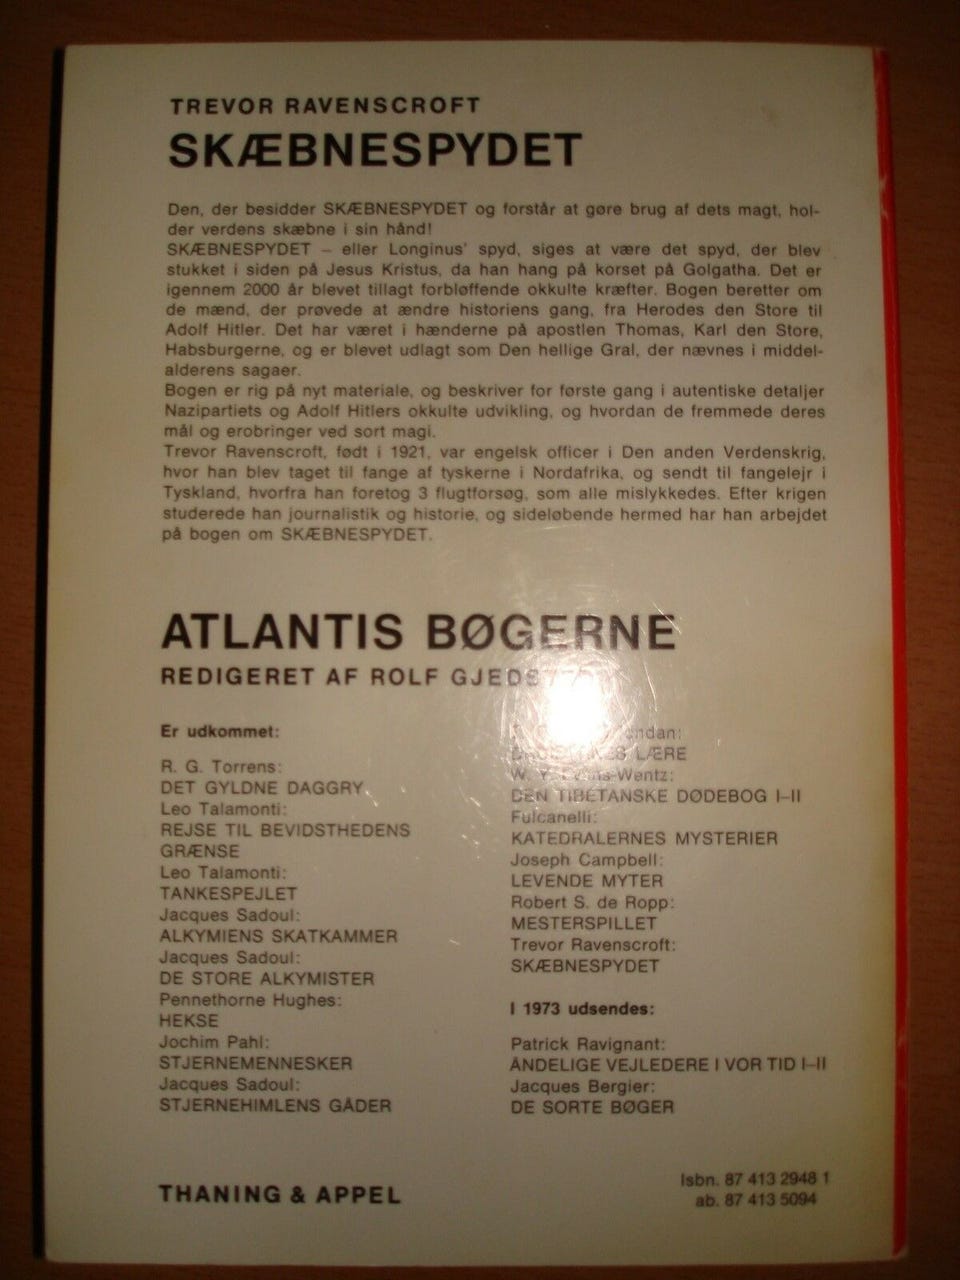 TREVOR RAVENSCROFT
SKÆBNESPYDET
Den, der besidder SKÆBNESPYDET og forstår at gøre brug af dets magt, hol-
der verdens skæbne i sin hånd!
SKÆBNESPYDET – eller Longinus' spyd, siges at være det spyd, der blev
stukket i siden på Jesus Kristus, da han hang på korset på Golgatha. Det er
igennem 2000 år blevet tillagt forbløffende okkulte kræfter. Bogen beretter om
de mænd, der prøvede at ændre historiens gang, fra Herodes den Store til
Adolf Hitler. Det har været i hænderne på apostlen Thomas, Karl den Store,
Habsburgerne, og er blevet udlagt som Den hellige Gral, der nævnes i middel-
alderens sagaer.
Bogen er rig på nyt materiale, og beskriver for første gang i autentiske detaljer
Nazipartiets og Adolf Hitlers okkulte udvikling, og hvordan de fremmede deres
mål og erobringer ved sort magi.
Trevor Ravenscroft, født i 1921, var engelsk officer i Den anden Verdenskrig,
hvor han blev taget til fange af tyskerne i Nordafrika, og sendt til fangelejr i
Tyskland, hvorfra han foretog 3 flugtforsøg, som alle mislykkedes. Efter krigen
studerede han journalistik og historie, og sideløbende hermed har han arbejdet
på bogen om SKÆBNESPYDET.
ATLANTIS BØGERNE
REDIGERET AF ROLF
Er udkommet:
R. G. Torrens:
DET GYLDNE DAGGRY
Leo Talamonti:
REJSE TIL BEVIDSTHEDENS
GRÆNSE
Leo Talamonti:
TANKESPEJLET
Jacques Sadoul:
ALKYMIENS SKATKAMMER
Jacques Sadoul:
DE STORE ALKYMISTER
Pennethorne Hughes:
HEKSE
Jochim Pahl:
STJERNEMENNESKER
Jacques Sadoul:
STJERNEHIMLENS GÅDER
LÆRE
W. Y. Evans-Wentz:
DEN TIBETANSKE DØDEBOG I–II
Fulcanelli:
KATEDRALERNES MYSTERIER
Joseph Campbell:
LEVENDE MYTER
Robert S. de Ropp:
MESTERSPILLET
Trevor Ravenscroft:
SKÆBNESPYDET
I 1973 udsendes:
Patrick Ravignant:
ÅNDELIGE VEJLEDERE I VOR TID I–II
Jacques Bergier:
DE SORTE BØGER
THANING & APPEL
Isbn. 87 413 2948 1
ab. 87 413 5094